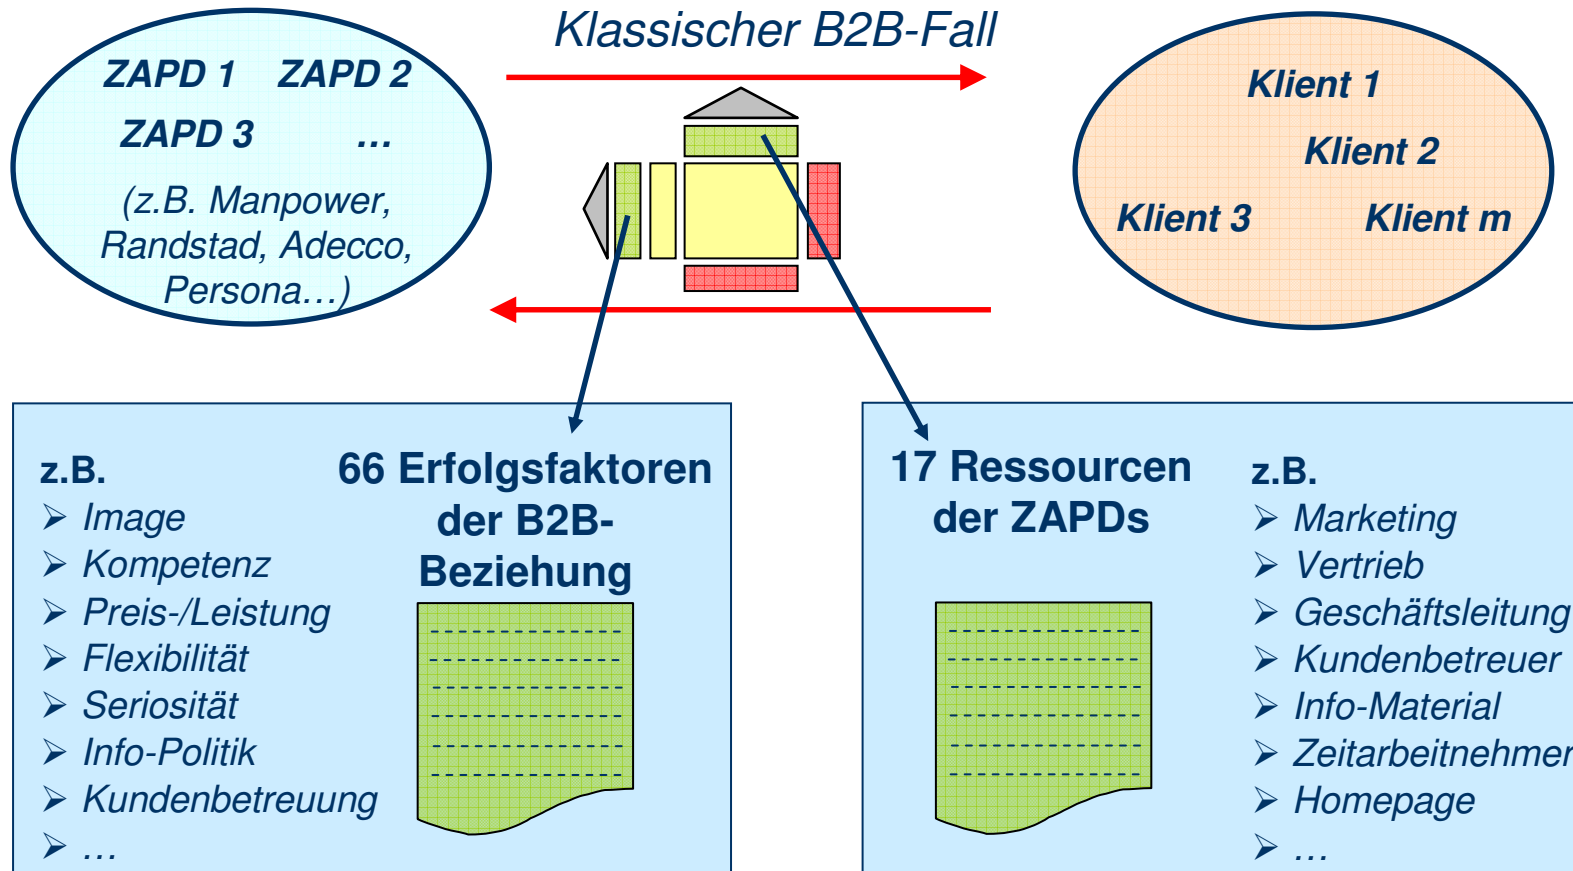 Klassischer B2B-Fall
ZAPD 1 ZAPD 2
ZAPD 3 ...
(z.B. Manpower,
Randstad, Adecco,
Persona...)
Klient 1
Klient 2
Klient 3 Klient m
z.B.
➢ Image
➢ Kompetenz
➢ Preis-/Leistung
➢ Flexibilität
➢ Seriosität
➢ Info-Politik
➢ Kundenbetreuung
➢ ...
66 Erfolgsfaktoren
der B2B-
Beziehung
17 Ressourcen
der ZAPDs
z.B.
➢ Marketing
➢ Vertrieb
➢ Geschäftsleitung
➢ Kundenbetreuer
➢ Info-Material
➢ Zeitarbeitnehmer
➢ Homepage
➢ ...